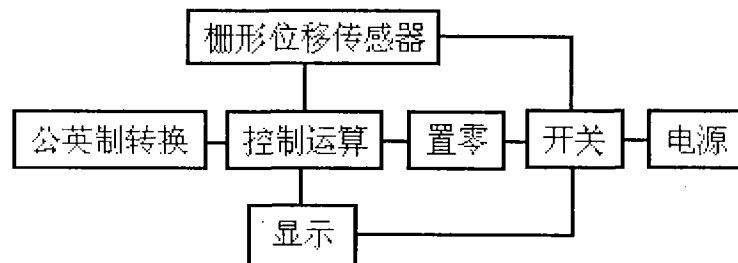 栅形位移传感器
公英制转换
控制运算
置零
开关
电源
显示